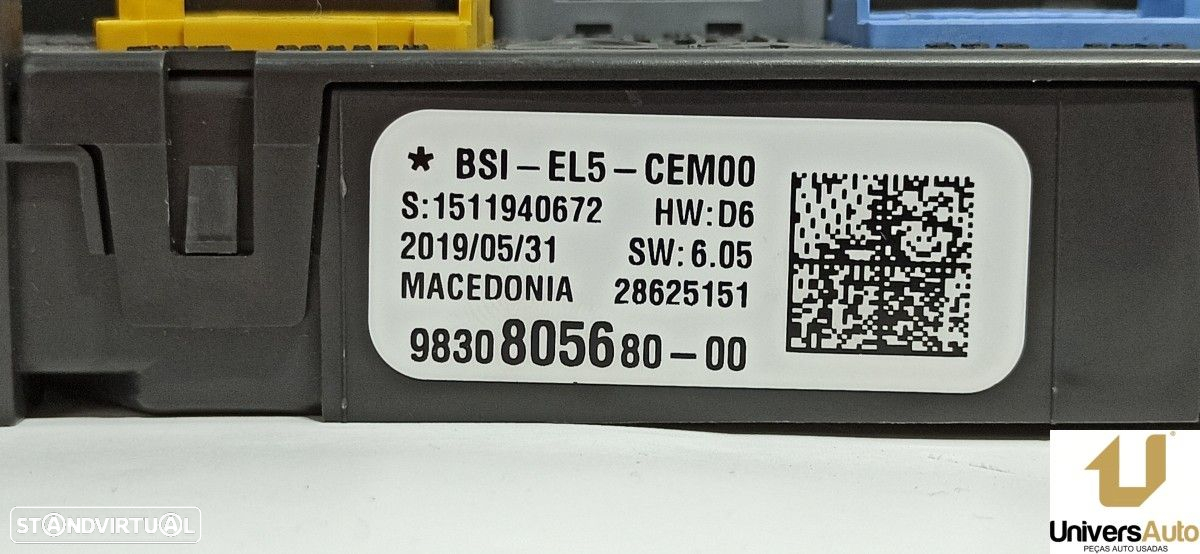 * BSI-EL5-CEM00
S:1511940672 HW:D6
2019/05/31 SW:6.05
MACEDONIA 28625151
9830805680-00
STANDVIRTUAL
UniversAuto
PEÇAS AUTO USADAS